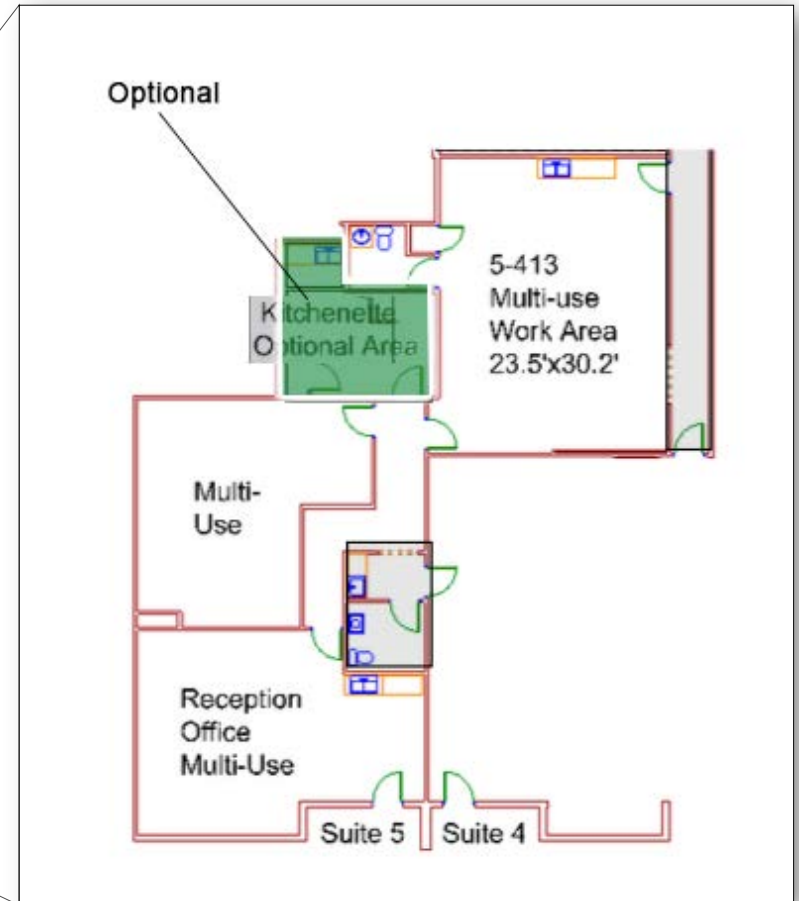 Optional
5-413
Multi-use
Work Area
23.5'x30.2'
Kitchenette
Optional Area
Multi-
Use
Reception
Office
Multi-Use
Suite 5
Suite 4